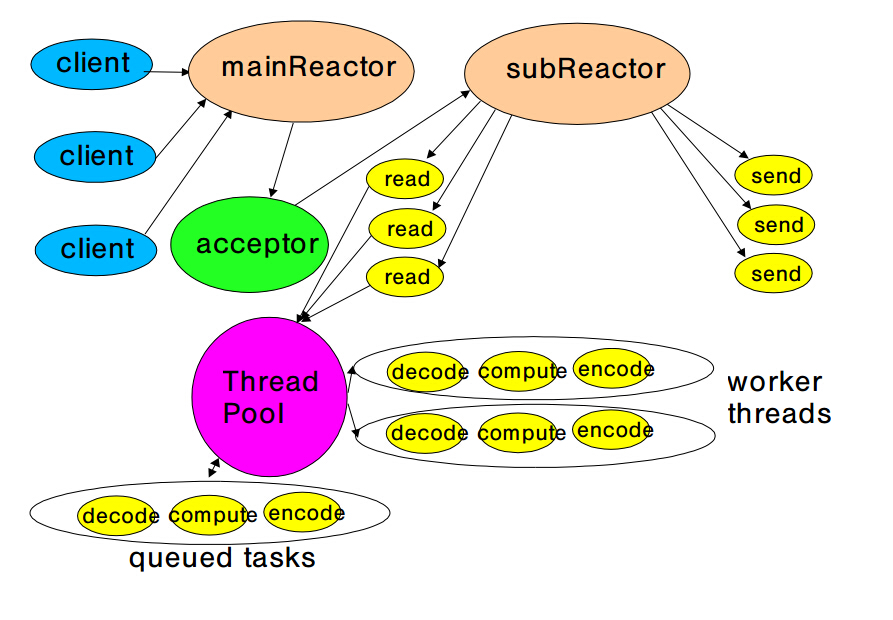 client
mainReactor
subReactor
client
client
acceptor
read
read
read
send
send
send
Thread
Pool
decode compute encode
decode compute encode
worker
threads
decode compute encode
queued tasks